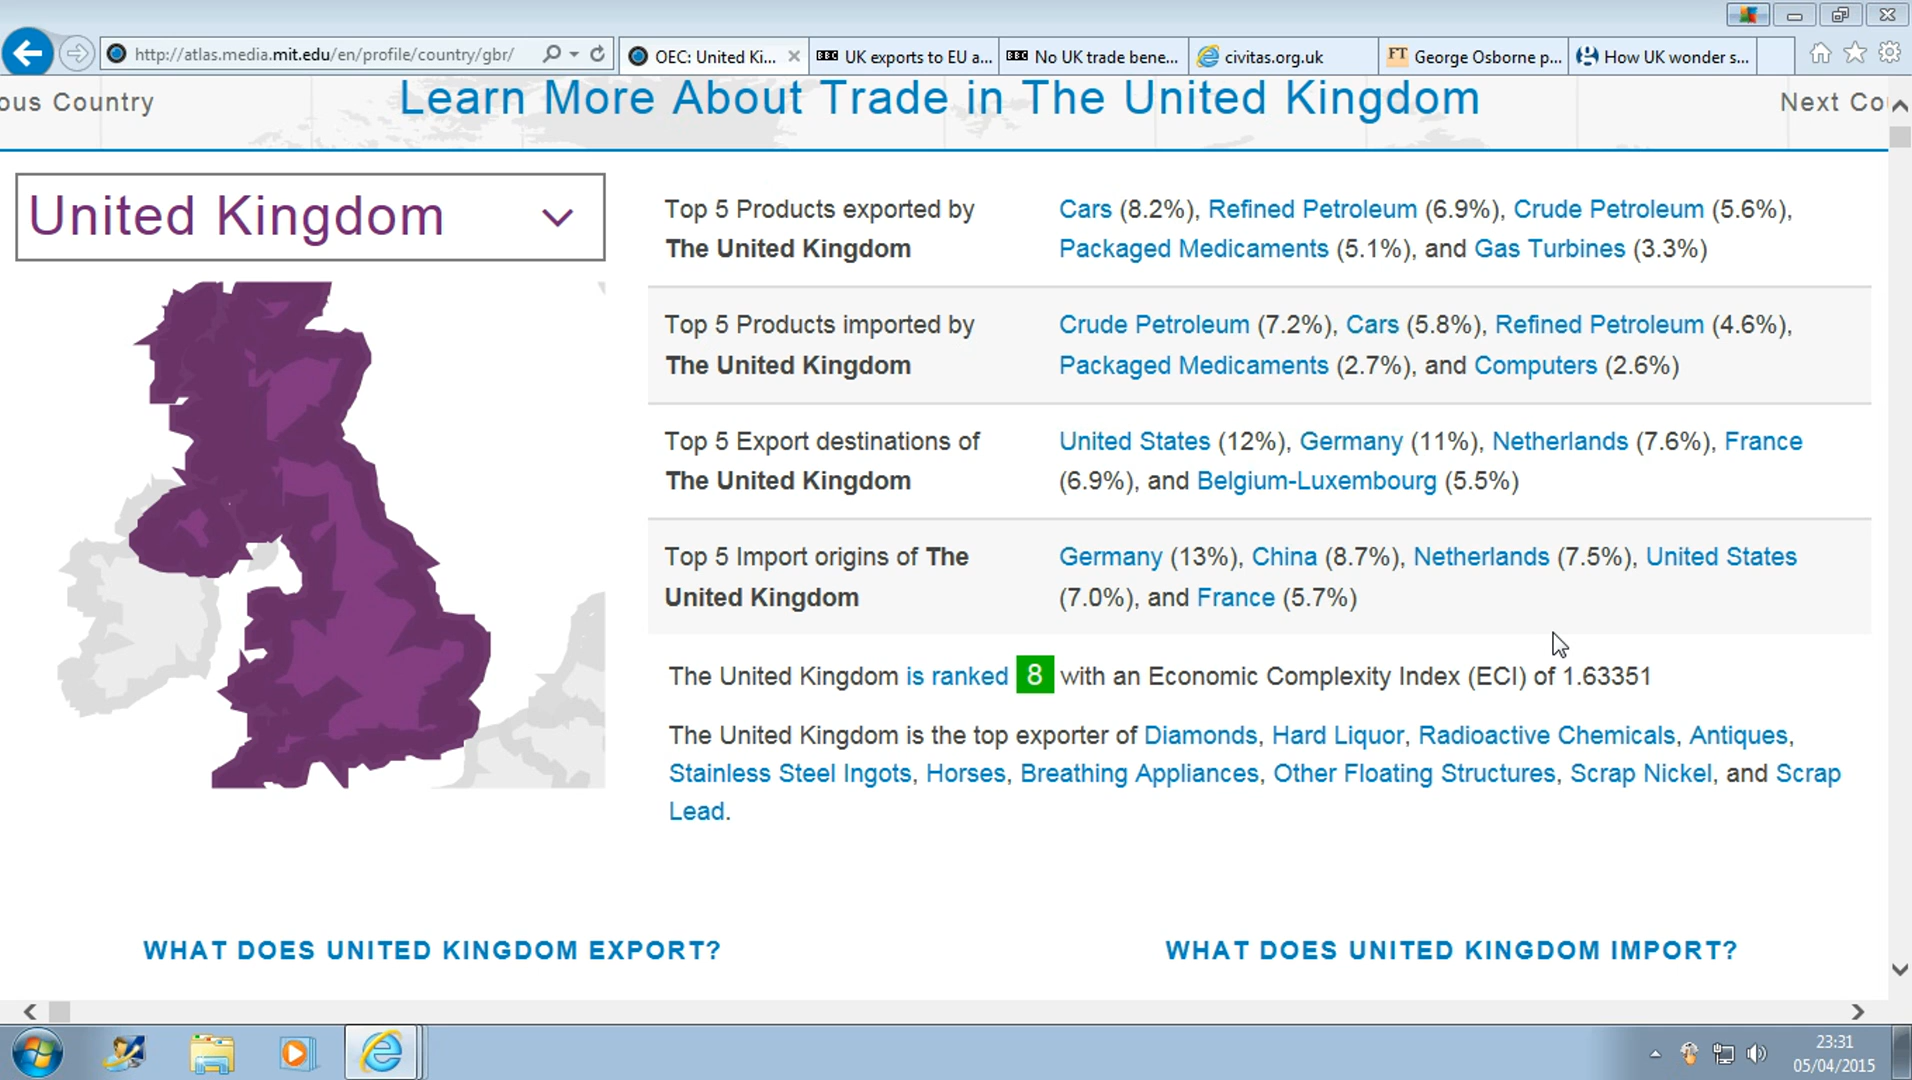 http://atlas.media.mit.edu/en/profile/country/gbr/
OEC: United Ki...
BBC UK exports to EU a...
BBC No UK trade bene...
civitas.org.uk
FT George Osborne p...
How UK wonder s...
ous Country
Learn More About Trade in The United Kingdom
Next Co
United Kingdom
Top 5 Products exported by
The United Kingdom
Cars (8.2%), Refined Petroleum (6.9%), Crude Petroleum (5.6%),
Packaged Medicaments (5.1%), and Gas Turbines (3.3%)
Top 5 Products imported by
The United Kingdom
Crude Petroleum (7.2%), Cars (5.8%), Refined Petroleum (4.6%),
Packaged Medicaments (2.7%), and Computers (2.6%)
Top 5 Export destinations of
The United Kingdom
United States (12%), Germany (11%), Netherlands (7.6%), France
(6.9%), and Belgium-Luxembourg (5.5%)
Top 5 Import origins of The
United Kingdom
Germany (13%), China (8.7%), Netherlands (7.5%), United States
(7.0%), and France (5.7%)
The United Kingdom is ranked 8 with an Economic Complexity Index (ECI) of 1.63351
The United Kingdom is the top exporter of Diamonds, Hard Liquor, Radioactive Chemicals, Antiques,
Stainless Steel Ingots, Horses, Breathing Appliances, Other Floating Structures, Scrap Nickel, and Scrap
Lead.
WHAT DOES UNITED KINGDOM EXPORT?
WHAT DOES UNITED KINGDOM IMPORT?
23:31
05/04/2015